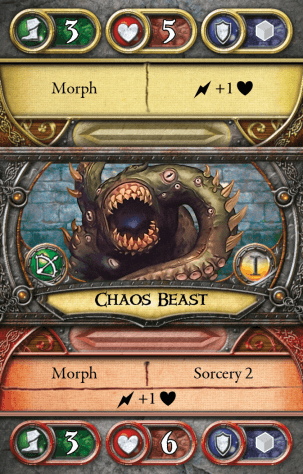 3 5
Morph +1
I
CHAOS BEAST
Morph Sorcery 2
+1
3 6